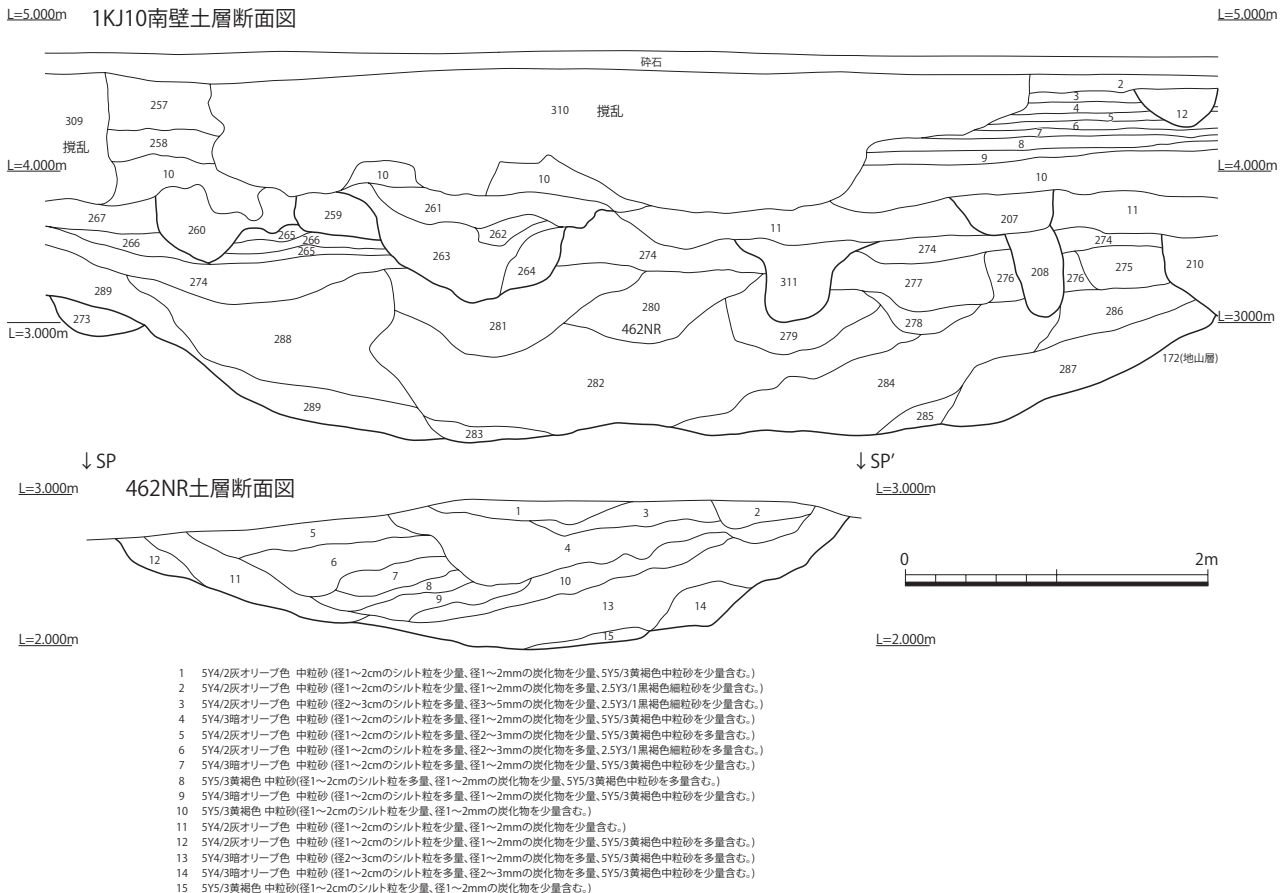 L=5.000m 1KJ10南壁土層断面図 L=5.000m
砕石
2
257 3
309 310 撹乱 4 5 12
撹乱 258 6
7 8
L=4.000m 9 L=4.000m
10 10 10 10
267 260 259 261 11 207 11
266 265 266 262
265 263 264 274 274 274
274 311 277 276 208 276 275 210
289 280
273 281 462NR 279 278 286
L=3.000m L=3000m
288 172(地山層)
282 284 287
289 285
283
↓SP ↓SP′
L=3.000m 462NR土層断面図 L=3.000m
1 3 2
5 4
12 6 0 2m
11 7 8 10
9 13 14
L=2.000m 15 L=2.000m
1 5Y4/2灰オリーブ色 中粒砂 (径1〜2cmのシルト粒を少量、径1〜2mmの炭化物を少量、5Y5/3黄褐色中粒砂を少量含む。)
2 5Y4/2灰オリーブ色 中粒砂 (径1〜2cmのシルト粒を少量、径1〜2mmの炭化物を多量、2.5Y3/1黒褐色細粒砂を少量含む。)
3 5Y4/2灰オリーブ色 中粒砂 (径2〜3cmのシルト粒を多量、径3〜5mmの炭化物を少量、2.5Y3/1黒褐色細粒砂を少量含む。)
4 5Y4/3暗オリーブ色 中粒砂 (径1〜2cmのシルト粒を多量、径1〜2mmの炭化物を少量、5Y5/3黄褐色中粒砂を少量含む。)
5 5Y4/2灰オリーブ色 中粒砂 (径1〜2cmのシルト粒を多量、径2〜3mmの炭化物を少量、5Y5/3黄褐色中粒砂を多量含む。)
6 5Y4/2灰オリーブ色 中粒砂 (径1〜2cmのシルト粒を多量、径2〜3mmの炭化物を多量、2.5Y3/1黒褐色細粒砂を多量含む。)
7 5Y4/3暗オリーブ色 中粒砂 (径1〜2cmのシルト粒を多量、径1〜2mmの炭化物を少量、5Y5/3黄褐色中粒砂を少量含む。)
8 5Y5/3黄褐色 中粒砂(径1〜2cmのシルト粒を多量、径1〜2mmの炭化物を少量、5Y5/3黄褐色中粒砂を多量含む。)
9 5Y4/3暗オリーブ色 中粒砂 (径1〜2cmのシルト粒を多量、径1〜2mmの炭化物を少量、5Y5/3黄褐色中粒砂を少量含む。)
10 5Y5/3黄褐色 中粒砂(径1〜2cmのシルト粒を少量、径1〜2mmの炭化物を少量含む。)
11 5Y4/2灰オリーブ色 中粒砂 (径1〜2cmのシルト粒を少量、径1〜2mmの炭化物を少量含む。)
12 5Y4/2灰オリーブ色 中粒砂 (径1〜2cmのシルト粒を少量、径1〜2mmの炭化物を少量、5Y5/3黄褐色中粒砂を多量含む。)
13 5Y4/3暗オリーブ色 中粒砂 (径2〜3cmのシルト粒を多量、径1〜2mmの炭化物を多量、5Y5/3黄褐色中粒砂を多量含む。)
14 5Y4/3暗オリーブ色 中粒砂 (径1〜2cmのシルト粒を多量、径2〜3mmの炭化物を多量、5Y5/3黄褐色中粒砂を少量含む。)
15 5Y5/3黄褐色 中粒砂(径1〜2cmのシルト粒を少量、径1〜2mmの炭化物を少量含む。)